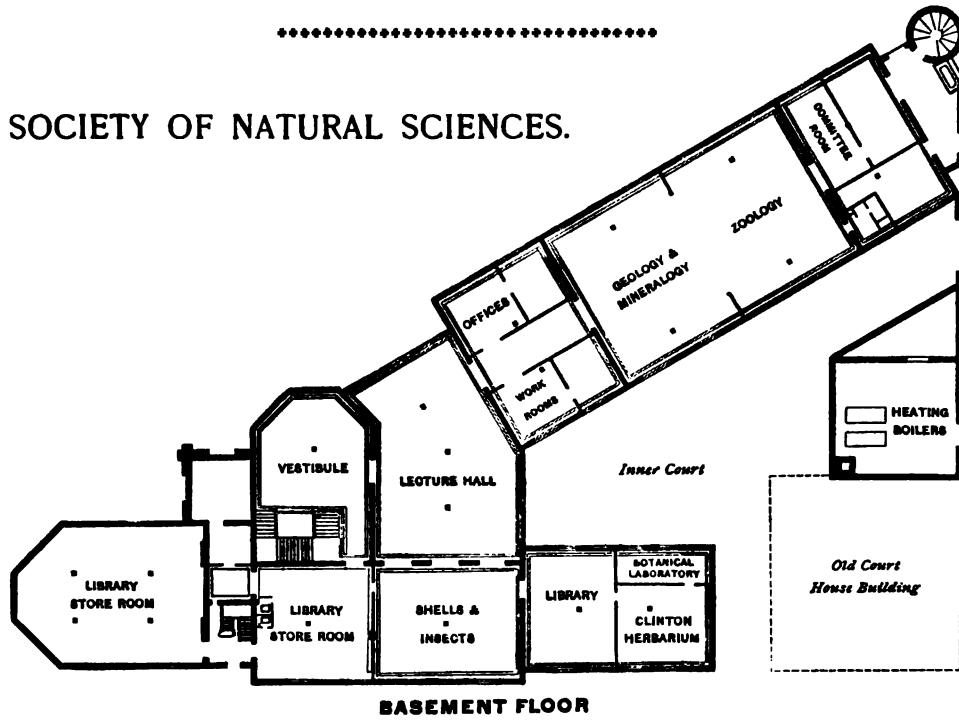 SOCIETY OF NATURAL SCIENCES.
COMMITTEE
ROOM
ZOOLOGY
GEOLOGY &
MINERALOGY
OFFICES
WORK
ROOMS
HEATING
BOILERS
VESTIBULE
LECTURE HALL
Inner Court
LIBRARY
STORE ROOM
LIBRARY
STORE ROOM
SHELLS &
INSECTS
LIBRARY
BOTANICAL
LABORATORY
CLINTON
HERBARIUM
Old Court
House Building
BASEMENT FLOOR